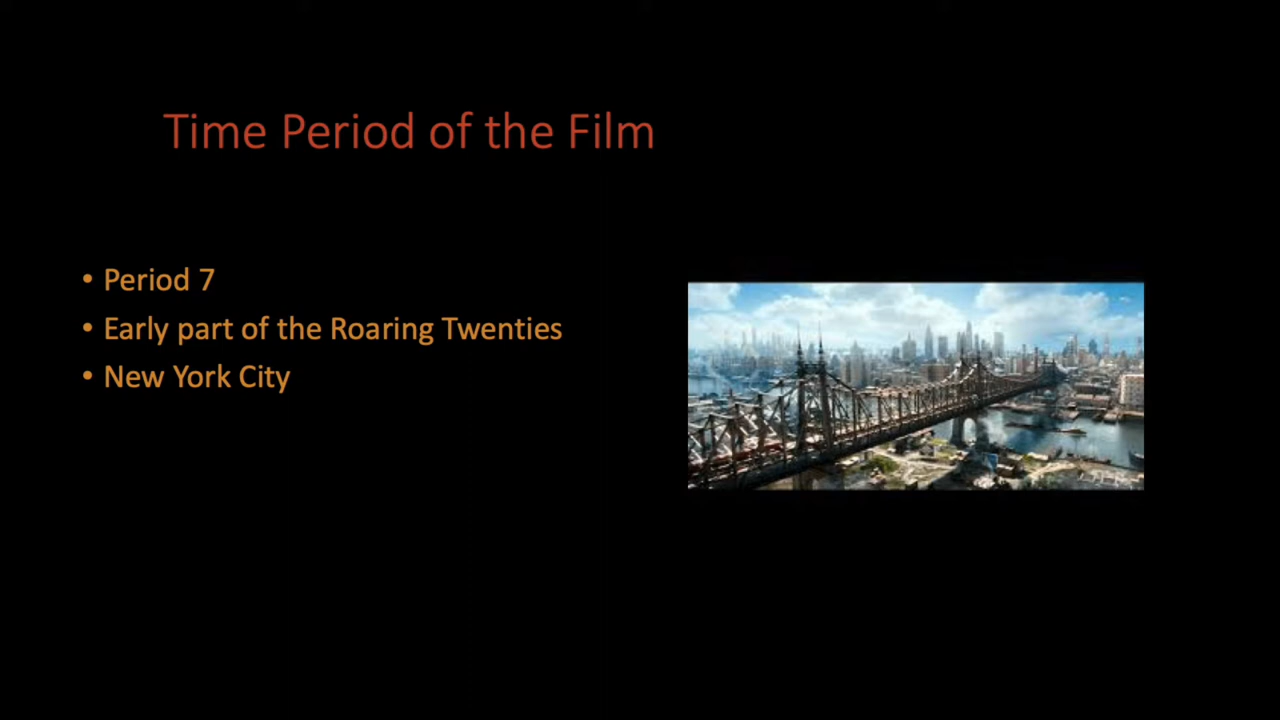 Time Period of the Film
• Period 7
• Early part of the Roaring Twenties
• New York City